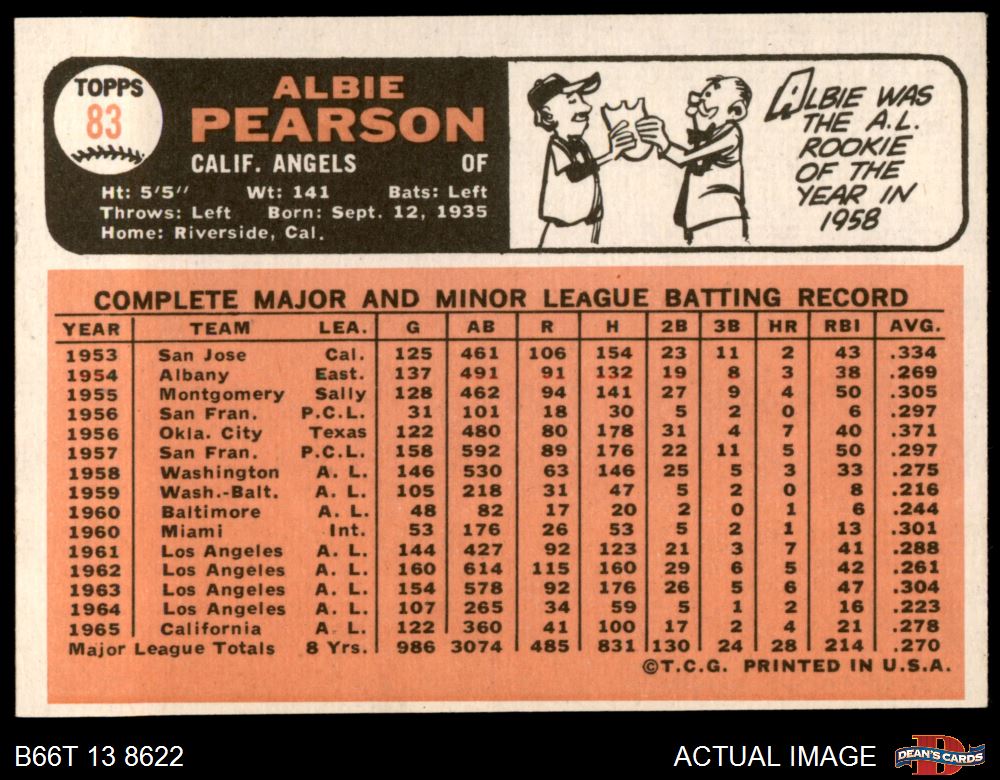 TOPPS
83
ALBIE
PEARSON
CALIF. ANGELS OF
Ht: 5'5" Wt: 141 Bats: Left
Throws: Left Born: Sept. 12, 1935
Home: Riverside, Cal.
ALBIE WAS
THE A.L.
ROOKIE
OF THE
YEAR IN
1958
COMPLETE MAJOR AND MINOR LEAGUE BATTING RECORD
YEAR TEAM LEA. G AB R H 2B 3B HR RBI AVG.
1953 San Jose Cal. 125 461 106 154 23 11 2 43 .334
1954 Albany East. 137 491 91 132 19 8 3 38 .269
1955 Montgomery Sally 128 462 94 141 27 9 4 50 .305
1956 San Fran. P.C.L. 31 101 18 30 5 2 0 6 .297
1956 Okla. City Texas 122 480 80 178 31 4 7 40 .371
1957 San Fran. P.C.L. 158 592 89 176 22 11 5 50 .297
1958 Washington A. L. 146 530 63 146 25 5 3 33 .275
1959 Wash.-Balt. A. L. 105 218 31 47 5 2 0 8 .216
1960 Baltimore A. L. 48 82 17 20 2 0 1 6 .244
1960 Miami Int. 53 176 26 53 5 2 1 13 .301
1961 Los Angeles A. L. 144 427 92 123 21 3 7 41 .288
1962 Los Angeles A. L. 160 614 115 160 29 6 5 42 .261
1963 Los Angeles A. L. 154 578 92 176 26 5 6 47 .304
1964 Los Angeles A. L. 107 265 34 59 5 1 2 16 .223
1965 California A. L. 122 360 41 100 17 2 4 21 .278
Major League Totals 8 Yrs. 986 3074 485 831 130 24 28 214 .270
©T.C.G. PRINTED IN U.S.A.
B66T 13 8622 ACTUAL IMAGE DEAN'S CARDS